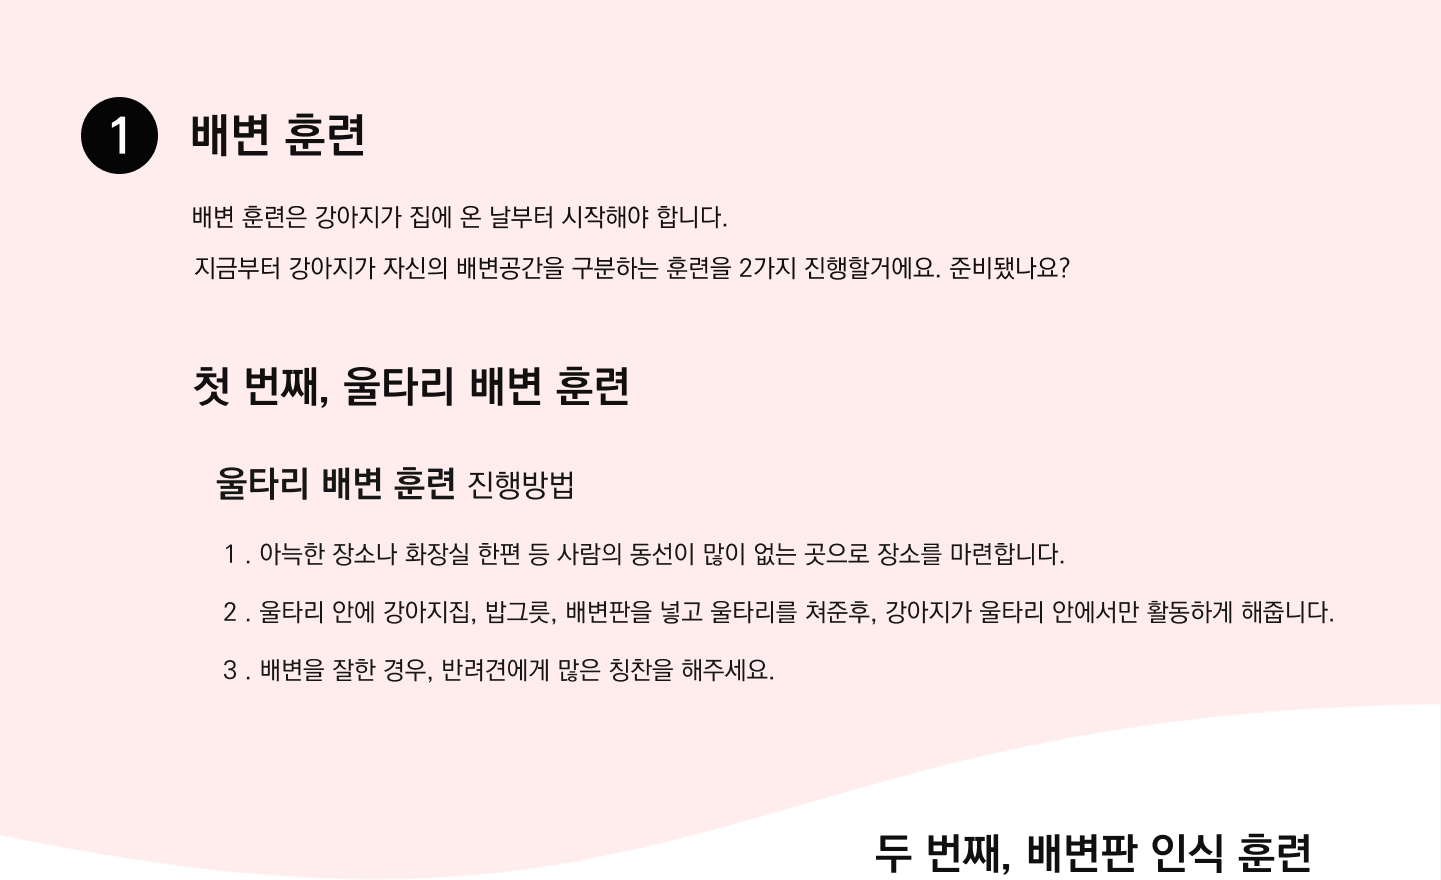 1 배변 훈련
배변 훈련은 강아지가 집에 온 날부터 시작해야 합니다.
지금부터 강아지가 자신의 배변공간을 구분하는 훈련을 2가지 진행할거에요. 준비됐나요?
첫 번째, 울타리 배변 훈련
울타리 배변 훈련 진행방법
1 . 아늑한 장소나 화장실 한편 등 사람의 동선이 많이 없는 곳으로 장소를 마련합니다.
2 . 울타리 안에 강아지집, 밥그릇, 배변판을 넣고 울타리를 쳐준후, 강아지가 울타리 안에서만 활동하게 해줍니다.
3 . 배변을 잘한 경우, 반려견에게 많은 칭찬을 해주세요.
두 번째, 배변판 인식 훈련